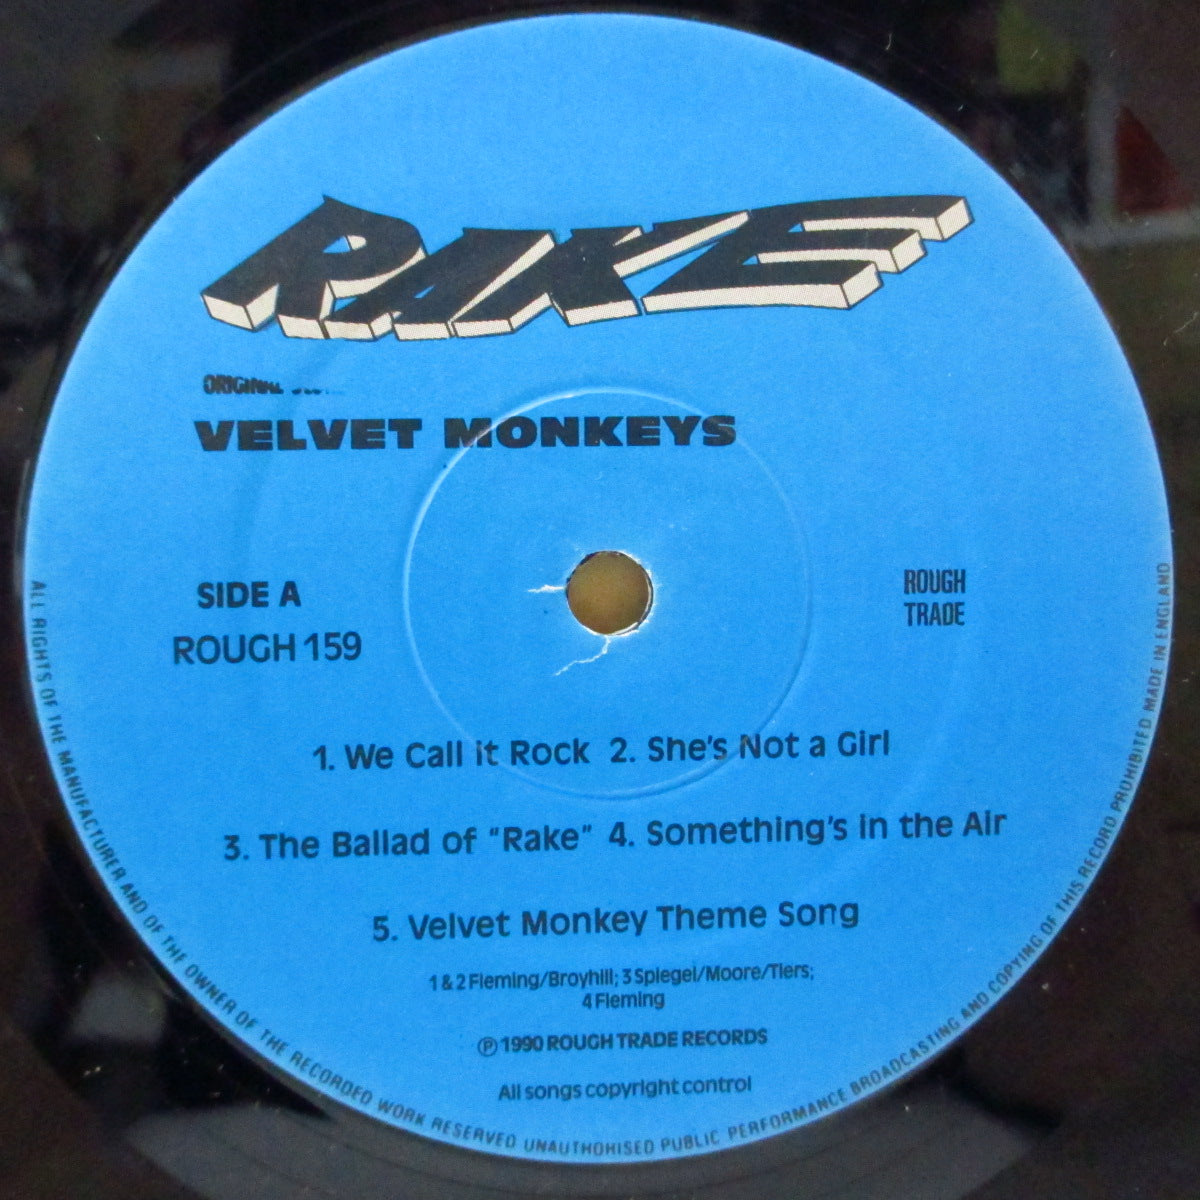 RAKE
ORIGINAL
VELVET MONKEYS
SIDE A
ROUGH 159
ROUGH
TRADE
1. We Call it Rock 2. She's Not a Girl
3. The Ballad of "Rake" 4. Something's in the Air
5. Velvet Monkey Theme Song
1 & 2 Fleming/Broyhill; 3 Spiegel/Moore/Tiers;
4 Fleming
℗ 1990 ROUGH TRADE RECORDS
All songs copyright control
ALL RIGHTS OF THE MANUFACTURER AND OF THE OWNER OF THE RECORDED WORK RESERVED UNAUTHORISED PUBLIC PERFORMANCE BROADCASTING AND COPYING OF THIS RECORD PROHIBITED MADE IN ENGLAND